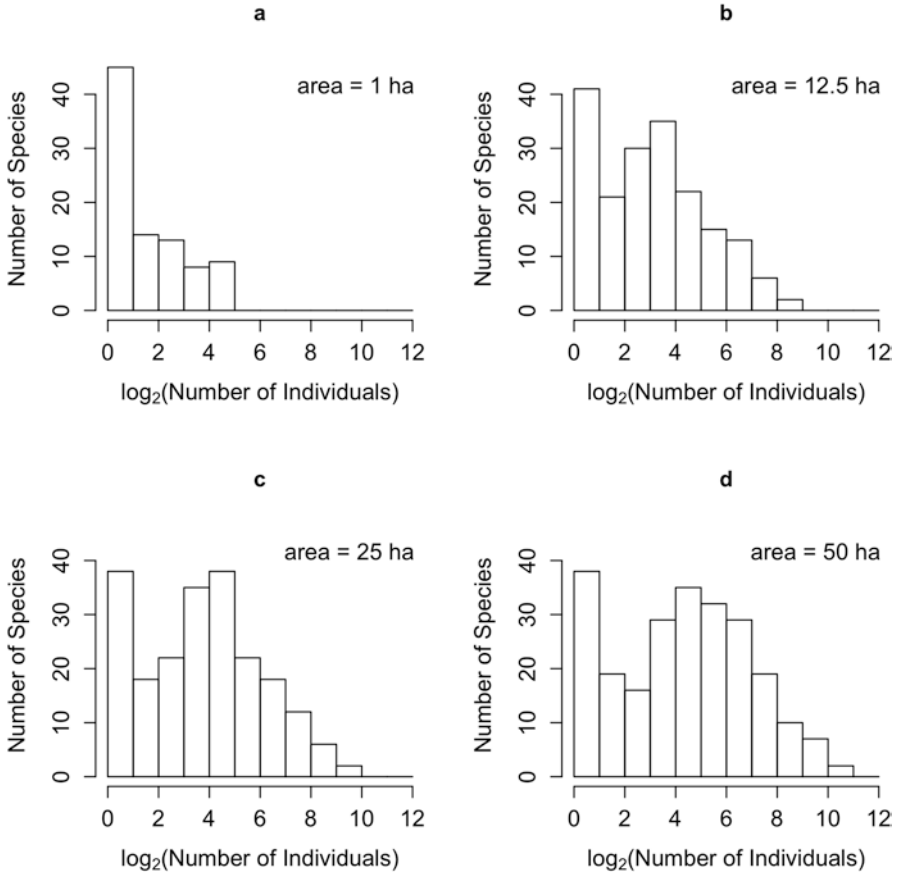 a
area = 1 ha
Number of Species
40
30
20
10
0
0 2 4 6 8 10 12
log₂(Number of Individuals)
b
area = 12.5 ha
Number of Species
40
30
20
10
0
0 2 4 6 8 10 12
log₂(Number of Individuals)
c
area = 25 ha
Number of Species
40
30
20
10
0
0 2 4 6 8 10 12
log₂(Number of Individuals)
d
area = 50 ha
Number of Species
40
30
20
10
0
0 2 4 6 8 10 12
log₂(Number of Individuals)